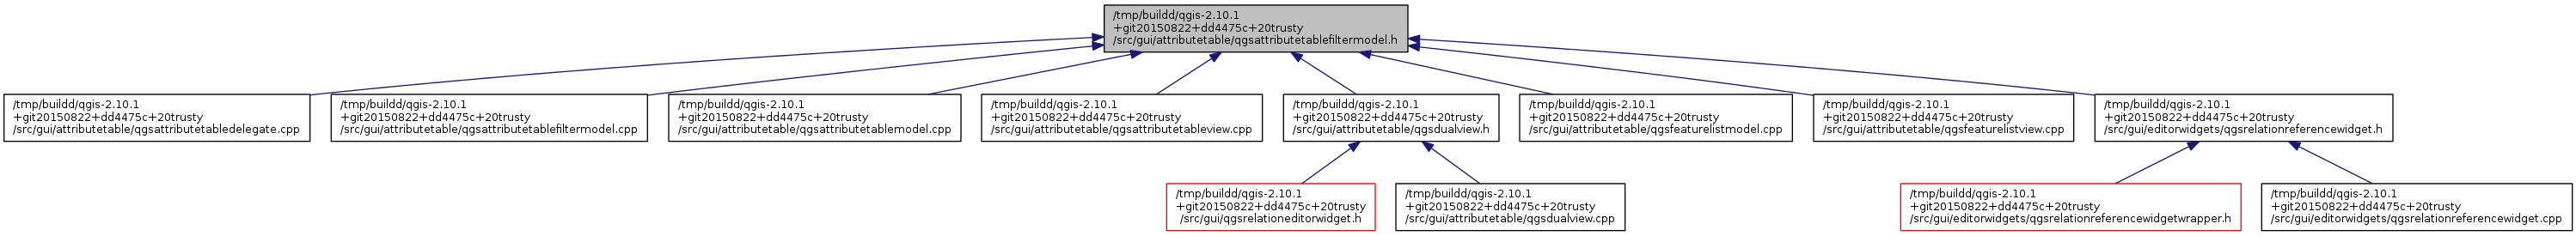 /tmp/buildd/qgis-2.10.1
+git20150822+dd4475c+20trusty
/src/gui/attributetable/qgsattributetablefiltermodel.h
/tmp/buildd/qgis-2.10.1
+git20150822+dd4475c+20trusty
/src/gui/attributetable/qgsattributetabledelegate.cpp
/tmp/buildd/qgis-2.10.1
+git20150822+dd4475c+20trusty
/src/gui/attributetable/qgsattributetablefiltermodel.cpp
/tmp/buildd/qgis-2.10.1
+git20150822+dd4475c+20trusty
/src/gui/attributetable/qgsattributetablemodel.cpp
/tmp/buildd/qgis-2.10.1
+git20150822+dd4475c+20trusty
/src/gui/attributetable/qgsattributetableview.cpp
/tmp/buildd/qgis-2.10.1
+git20150822+dd4475c+20trusty
/src/gui/attributetable/qgsdualview.h
/tmp/buildd/qgis-2.10.1
+git20150822+dd4475c+20trusty
/src/gui/attributetable/qgsfeaturelistmodel.cpp
/tmp/buildd/qgis-2.10.1
+git20150822+dd4475c+20trusty
/src/gui/attributetable/qgsfeaturelistview.cpp
/tmp/buildd/qgis-2.10.1
+git20150822+dd4475c+20trusty
/src/gui/editorwidgets/qgsrelationreferencewidget.h
/tmp/buildd/qgis-2.10.1
+git20150822+dd4475c+20trusty
/src/gui/qgsrelationeditorwidget.h
/tmp/buildd/qgis-2.10.1
+git20150822+dd4475c+20trusty
/src/gui/attributetable/qgsdualview.cpp
/tmp/buildd/qgis-2.10.1
+git20150822+dd4475c+20trusty
/src/gui/editorwidgets/qgsrelationreferencewidgetwrapper.h
/tmp/buildd/qgis-2.10.1
+git20150822+dd4475c+20trusty
/src/gui/editorwidgets/qgsrelationreferencewidget.cpp